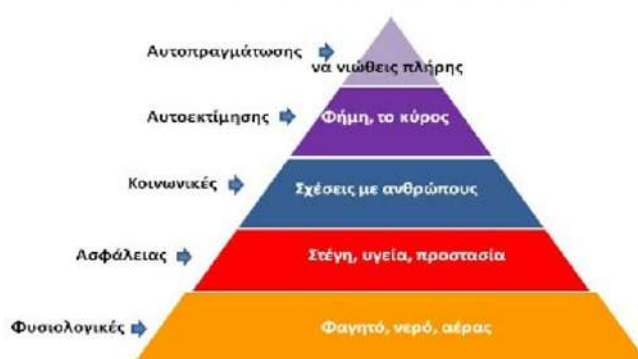 Αυτοπραγμάτωσης
να νιώθεις πλήρης
Αυτοεκτίμησης
Φήμη, το κύρος
Κοινωνικές
Σχέσεις με ανθρώπους
Ασφάλειας
Στέγη, υγεία, προστασία
Φυσιολογικές
Φαγητό, νερό, αέρας